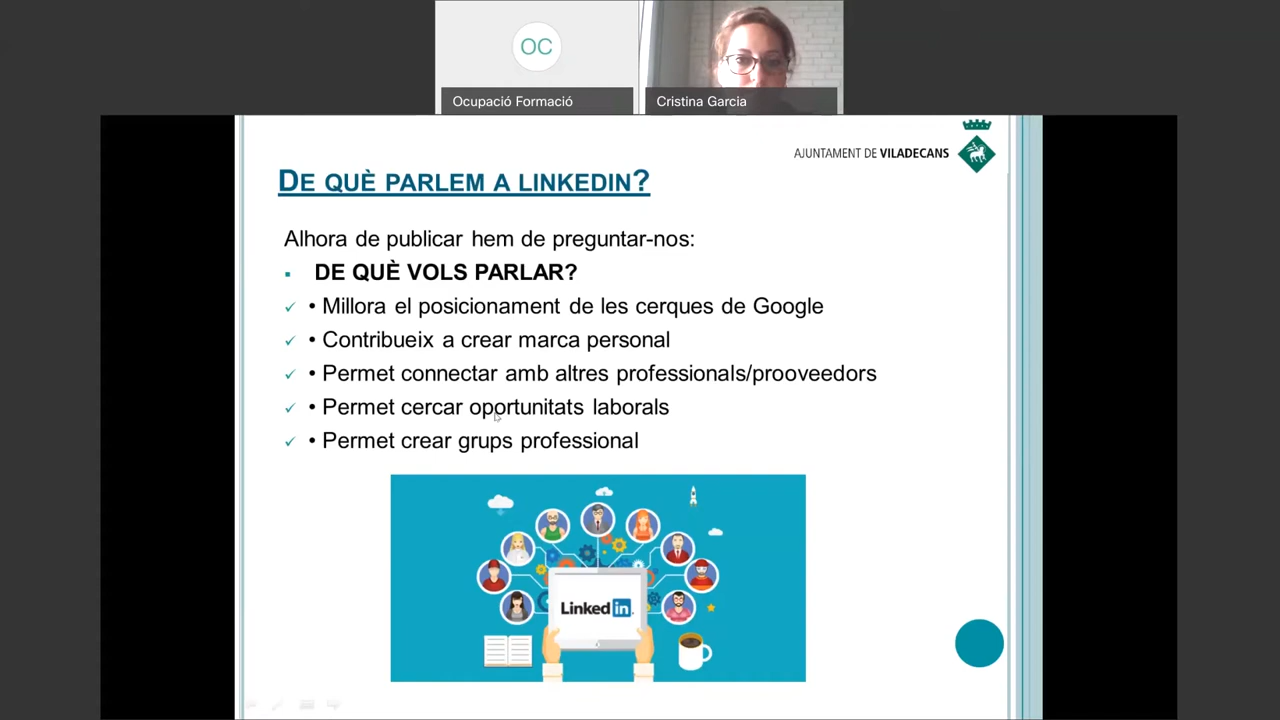 OC
Ocupació Formació
Cristina Garcia
AJUNTAMENT DE VILADECANS
DE QUÈ PARLEM A LINKEDIN?
Alhora de publicar hem de preguntar-nos:
▪ DE QUÈ VOLS PARLAR?
✓ • Millora el posicionament de les cerques de Google
✓ • Contribueix a crear marca personal
✓ • Permet connectar amb altres professionals/prooveedors
✓ • Permet cercar oportunitats laborals
✓ • Permet crear grups professional
Linked in